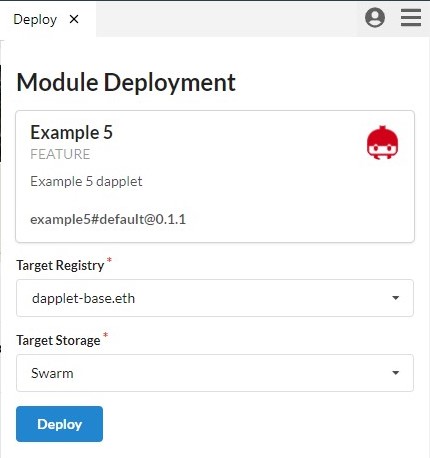 Deploy ×
Module Deployment
Example 5
FEATURE
Example 5 dapplet
example5#default@0.1.1
Target Registry *
dapplet-base.eth
Target Storage *
Swarm
Deploy